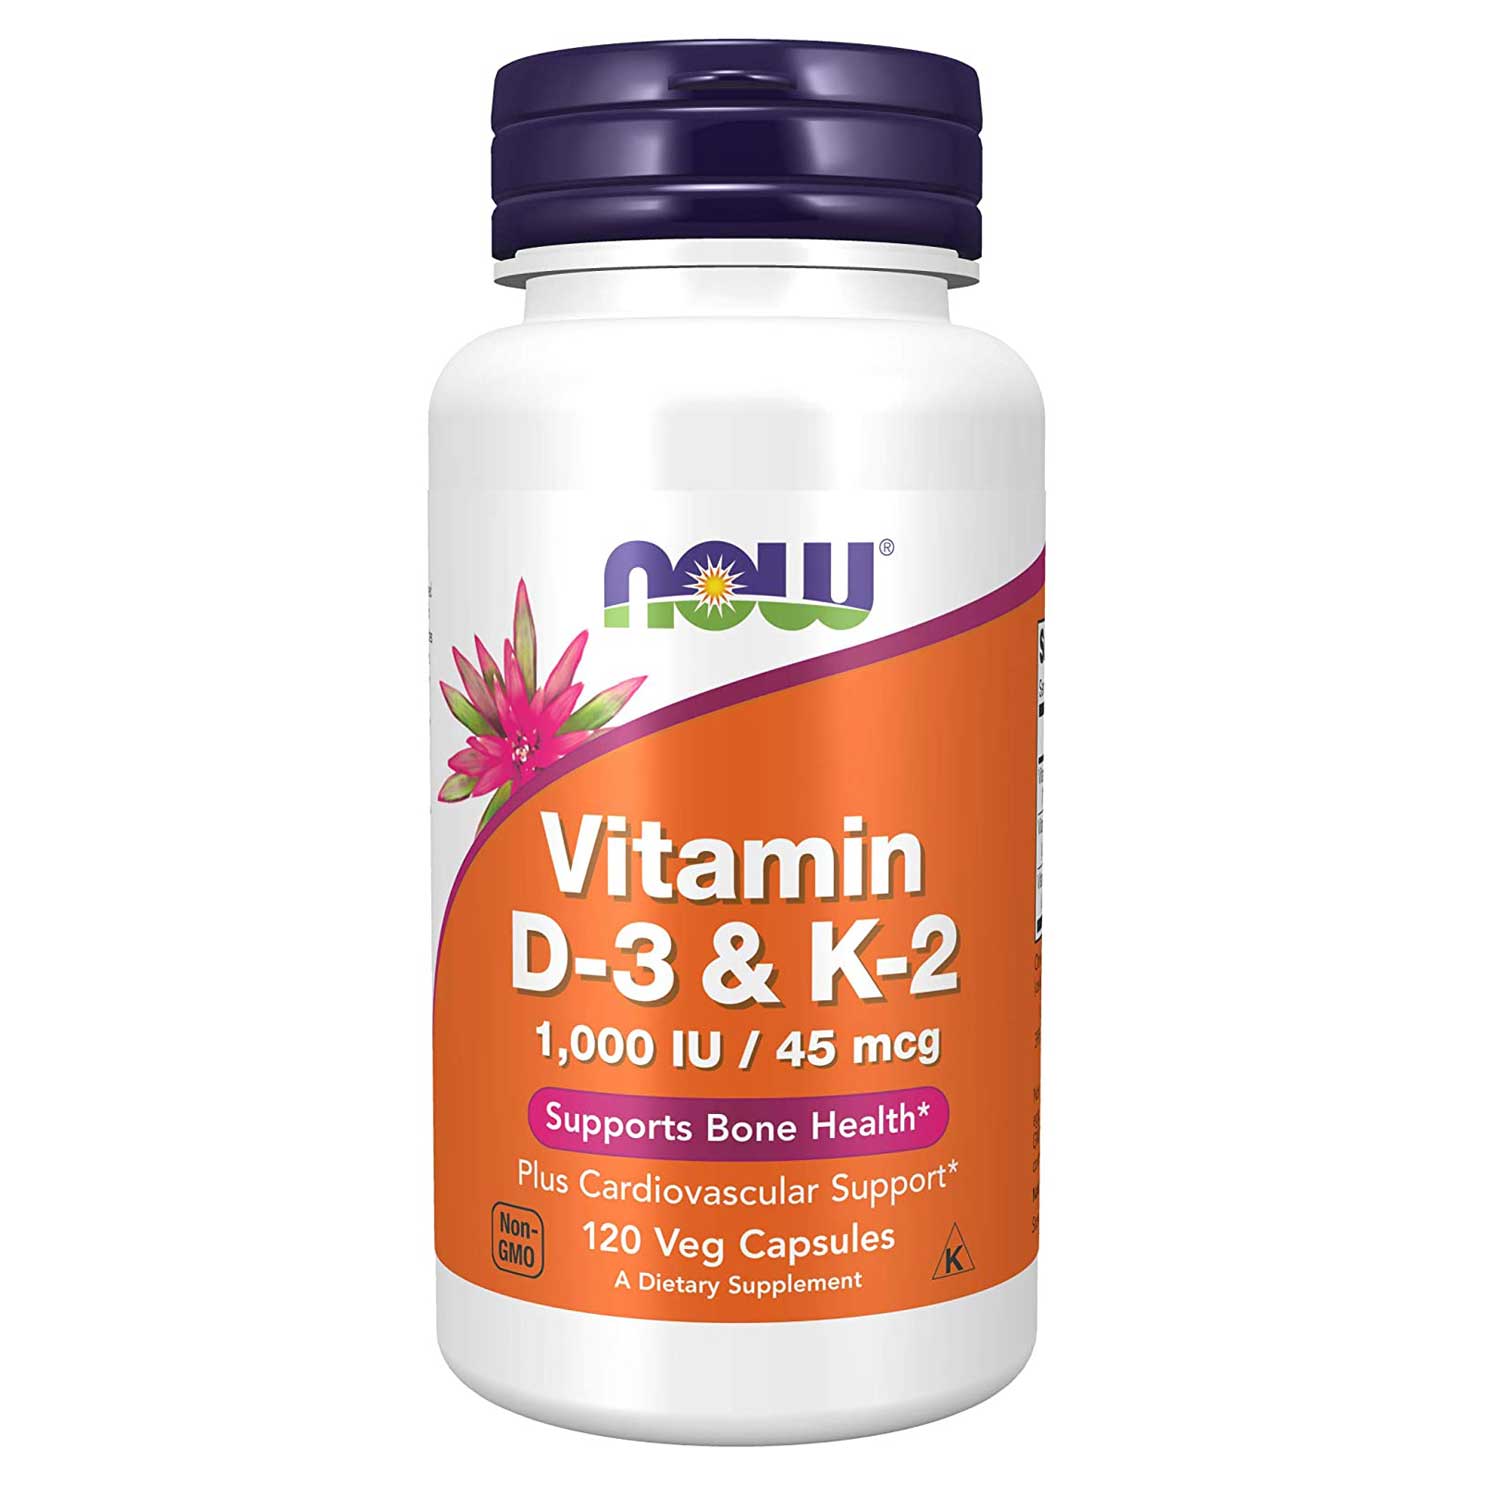 now®
Vitamin
D-3 & K-2
1,000 IU / 45 mcg
Supports Bone Health*
Plus Cardiovascular Support*
Non-
GMO
120 Veg Capsules
K
A Dietary Supplement